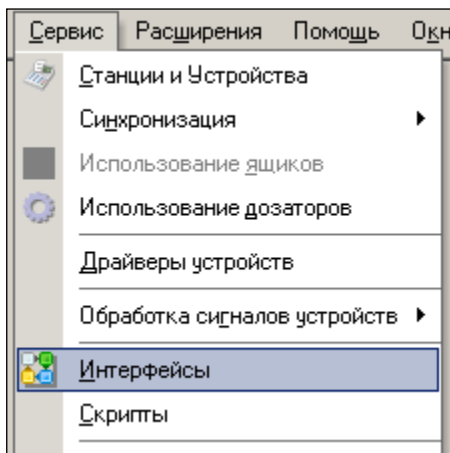 Сервис Расширения Помощь Окн
Станции и Устройства
Синхронизация
Использование ящиков
Использование дозаторов
Драйверы устройств
Обработка сигналов устройств
Интерфейсы
Скрипты